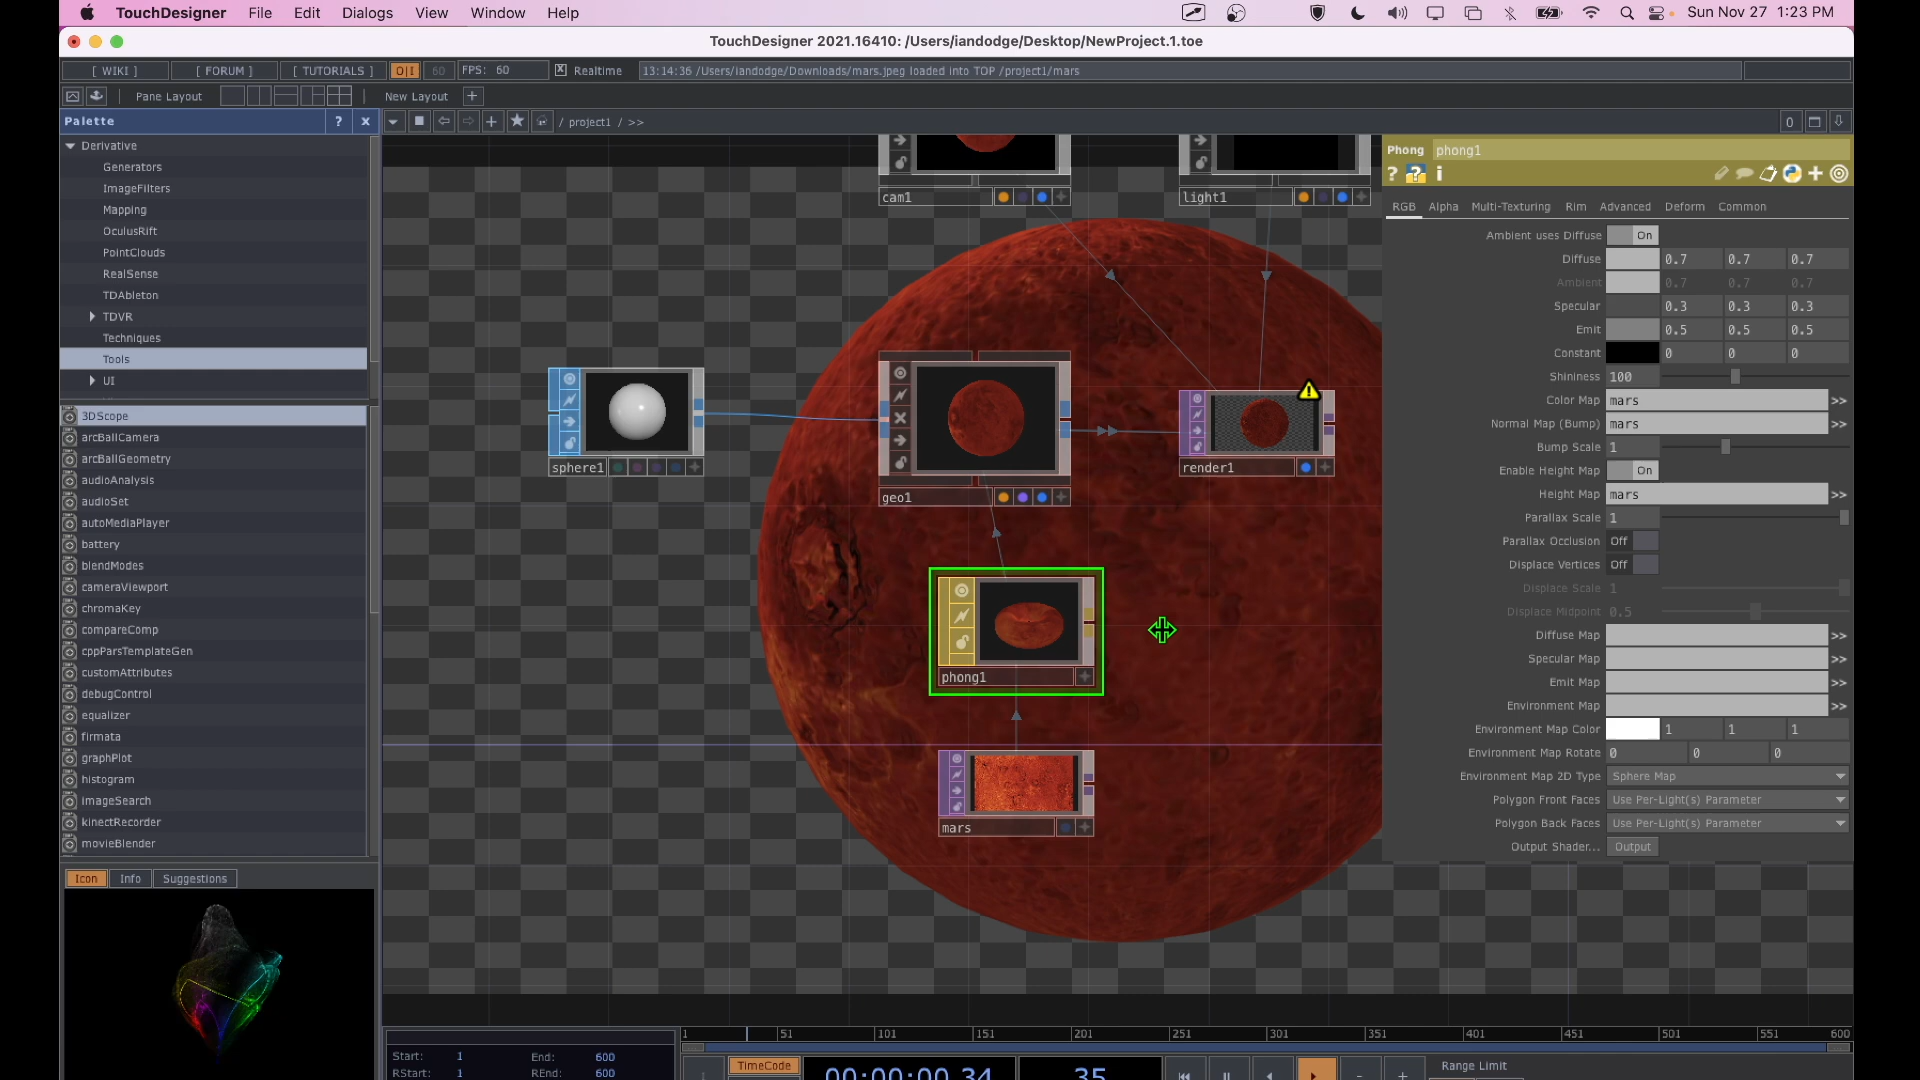 TouchDesigner File Edit Dialogs View Window Help Sun Nov 27 1:23 PM
TouchDesigner 2021.16410: /Users/iandodge/Desktop/NewProject.1.toe
[ WIKI ] [ FORUM ] [ TUTORIALS ] O|I 60 FPS: 60 Realtime 13:14:36 /Users/iandodge/Downloads/mars.jpeg loaded into TOP /project1/mars
Pane Layout New Layout +
Palette ? x / project1 / >> 0
Derivative
Generators
ImageFilters
Mapping
OculusRift
PointClouds
RealSense
TDAbleton
TDVR
Techniques
Tools
UI
3DScope
arcBallCamera
arcBallGeometry
audioAnalysis
audioSet
autoMediaPlayer
battery
blendModes
cameraViewport
chromaKey
compareComp
cppParsTemplateGen
customAttributes
debugControl
equalizer
firmata
graphPlot
histogram
imageSearch
kinectRecorder
movieBlender
Icon Info Suggestions
cam1
light1
sphere1
geo1
render1
phong1
mars
Phong phong1
? ? i
RGB Alpha Multi-Texturing Rim Advanced Deform Common
Ambient uses Diffuse On
Diffuse 0.7 0.7 0.7
Ambient 0.7 0.7 0.7
Specular 0.3 0.3 0.3
Emit 0.5 0.5 0.5
Constant 0 0 0
Shininess 100
Color Map mars >>
Normal Map (Bump) mars >>
Bump Scale 1
Enable Height Map On
Height Map mars >>
Parallax Scale 1
Parallax Occlusion Off
Displace Vertices Off
Displace Scale 1
Displace Midpoint 0.5
Diffuse Map >>
Specular Map >>
Emit Map >>
Environment Map >>
Environment Map Color 1 1 1
Environment Map Rotate 0 0 0
Environment Map 2D Type Sphere Map
Polygon Front Faces Use Per-Light(s) Parameter
Polygon Back Faces Use Per-Light(s) Parameter
Output Shader... Output
1 51 101 151 201 251 301 351 401 451 501 551 600
Start: 1 End: 600
RStart: 1 REnd: 600
TimeCode 00:00:00.34 35 Range Limit